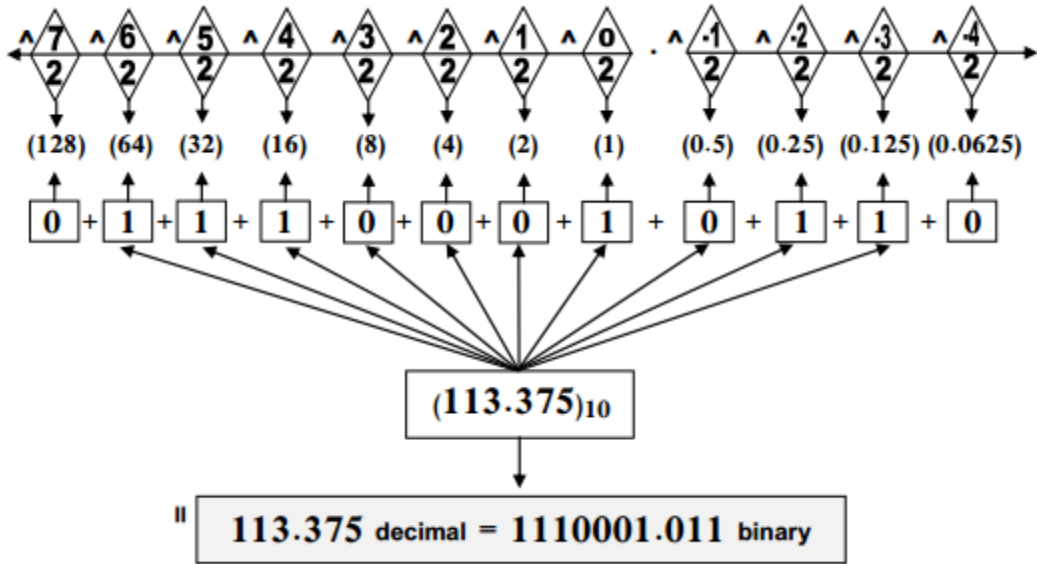 ^ 7 ^ 6 ^ 5 ^ 4 ^ 3 ^ 2 ^ 1 ^ 0 . ^ -1 ^ -2 ^ -3 ^ -4
2 2 2 2 2 2 2 2 2 2 2 2
(128) (64) (32) (16) (8) (4) (2) (1) (0.5) (0.25) (0.125) (0.0625)
0 + 1 + 1 + 1 + 0 + 0 + 0 + 1 + 0 + 1 + 1 + 0
(113.375)10
II 113.375 decimal = 1110001.011 binary